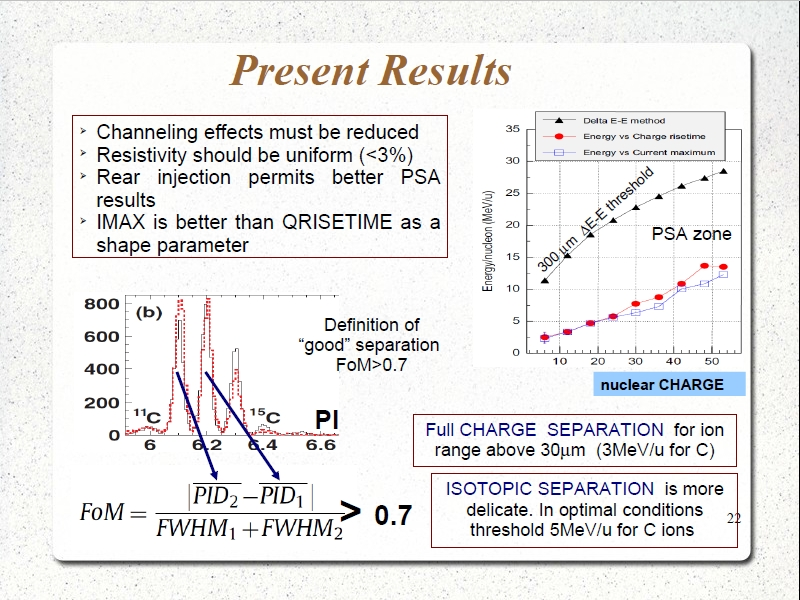 Present Results
Channeling effects must be reduced
Resistivity should be uniform (<3%)
Rear injection permits better PSA
results
IMAX is better than QRISETIME as a
shape parameter
Delta E-E method
Energy vs Charge risetime
Energy vs Current maximum
35
30
25
20
15
10
5
0
Energy/nucleon (MeV/u)
300 μm ΔE-E threshold
PSA zone
10 20 30 40 50
nuclear CHARGE
800
600
400
200
0
(b)
11C
15C
PI
6 6.2 6.4 6.6
Definition of
“good” separation
FoM>0.7
FoM = |PID2 − PID1| / FWHM1 + FWHM2 > 0.7
Full CHARGE SEPARATION for ion
range above 30μm (3MeV/u for C)
ISOTOPIC SEPARATION is more
delicate. In optimal conditions
threshold 5MeV/u for C ions
22